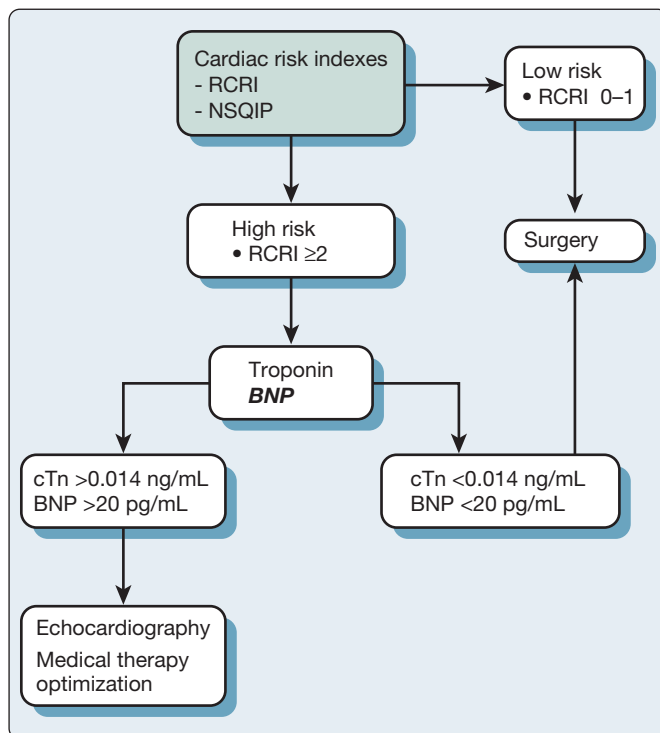 Cardiac risk indexes
- RCRI
- NSQIP
Low risk
• RCRI 0–1
High risk
• RCRI ≥2
Surgery
Troponin
BNP
cTn >0.014 ng/mL
BNP >20 pg/mL
cTn <0.014 ng/mL
BNP <20 pg/mL
Echocardiography
Medical therapy
optimization